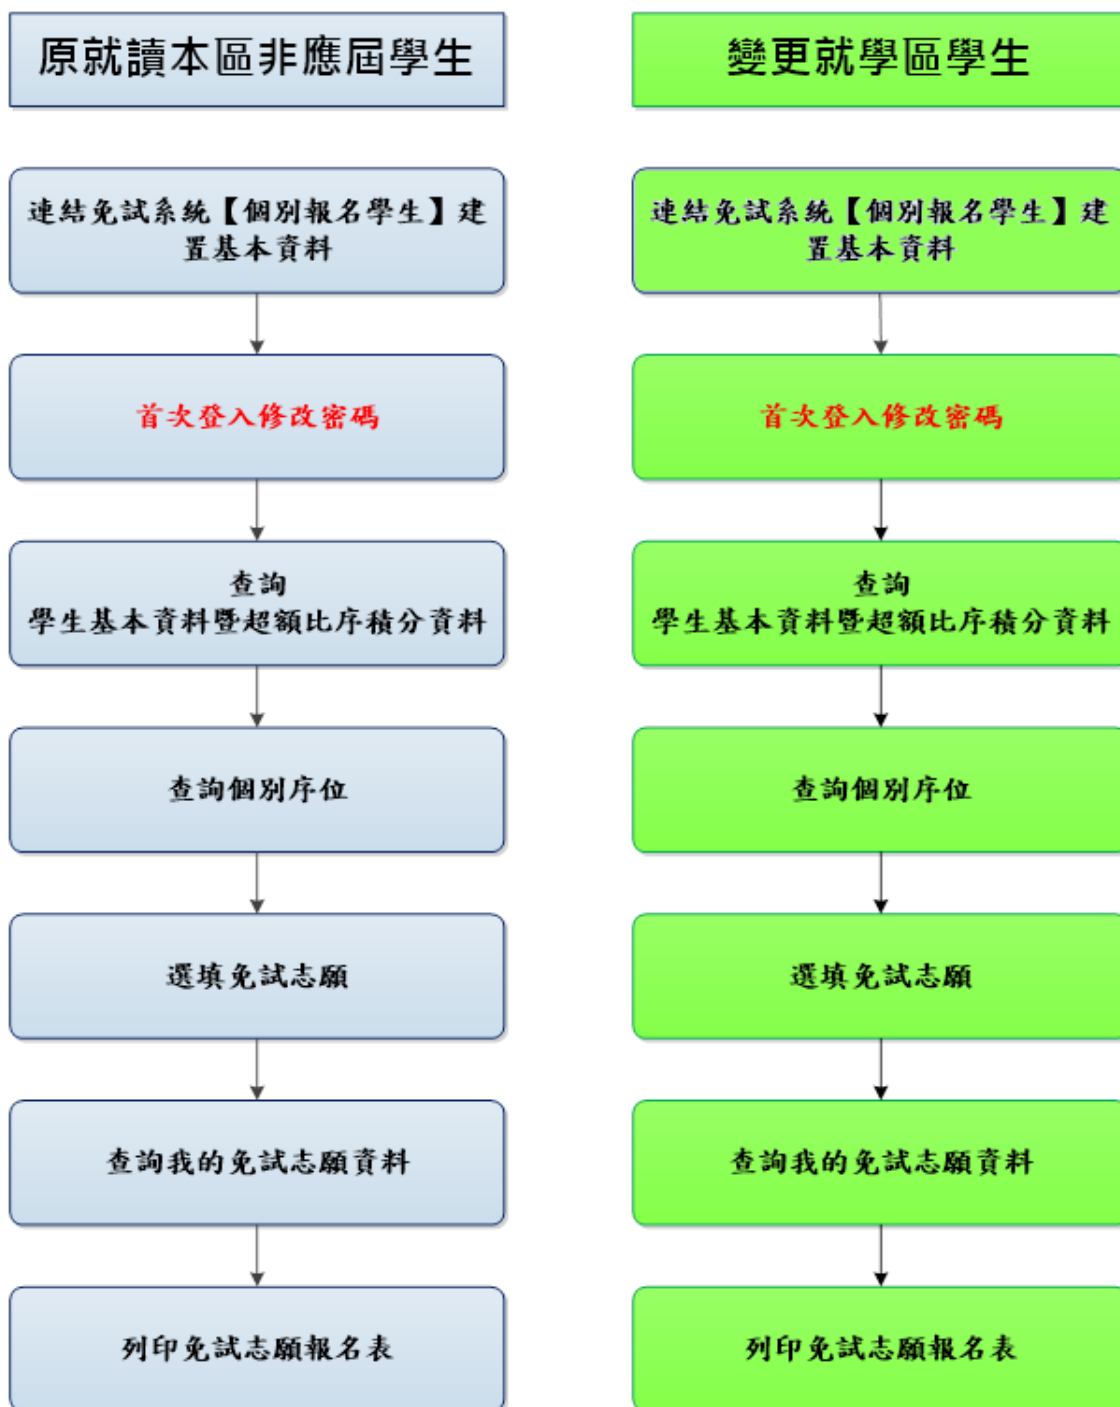 原就讀本區非應屆學生
連結免試系統【個別報名學生】建
置基本資料
首次登入修改密碼
查詢
學生基本資料暨超額比序積分資料
查詢個別序位
選填免試志願
查詢我的免試志願資料
列印免試志願報名表
變更就學區學生
連結免試系統【個別報名學生】建
置基本資料
首次登入修改密碼
查詢
學生基本資料暨超額比序積分資料
查詢個別序位
選填免試志願
查詢我的免試志願資料
列印免試志願報名表